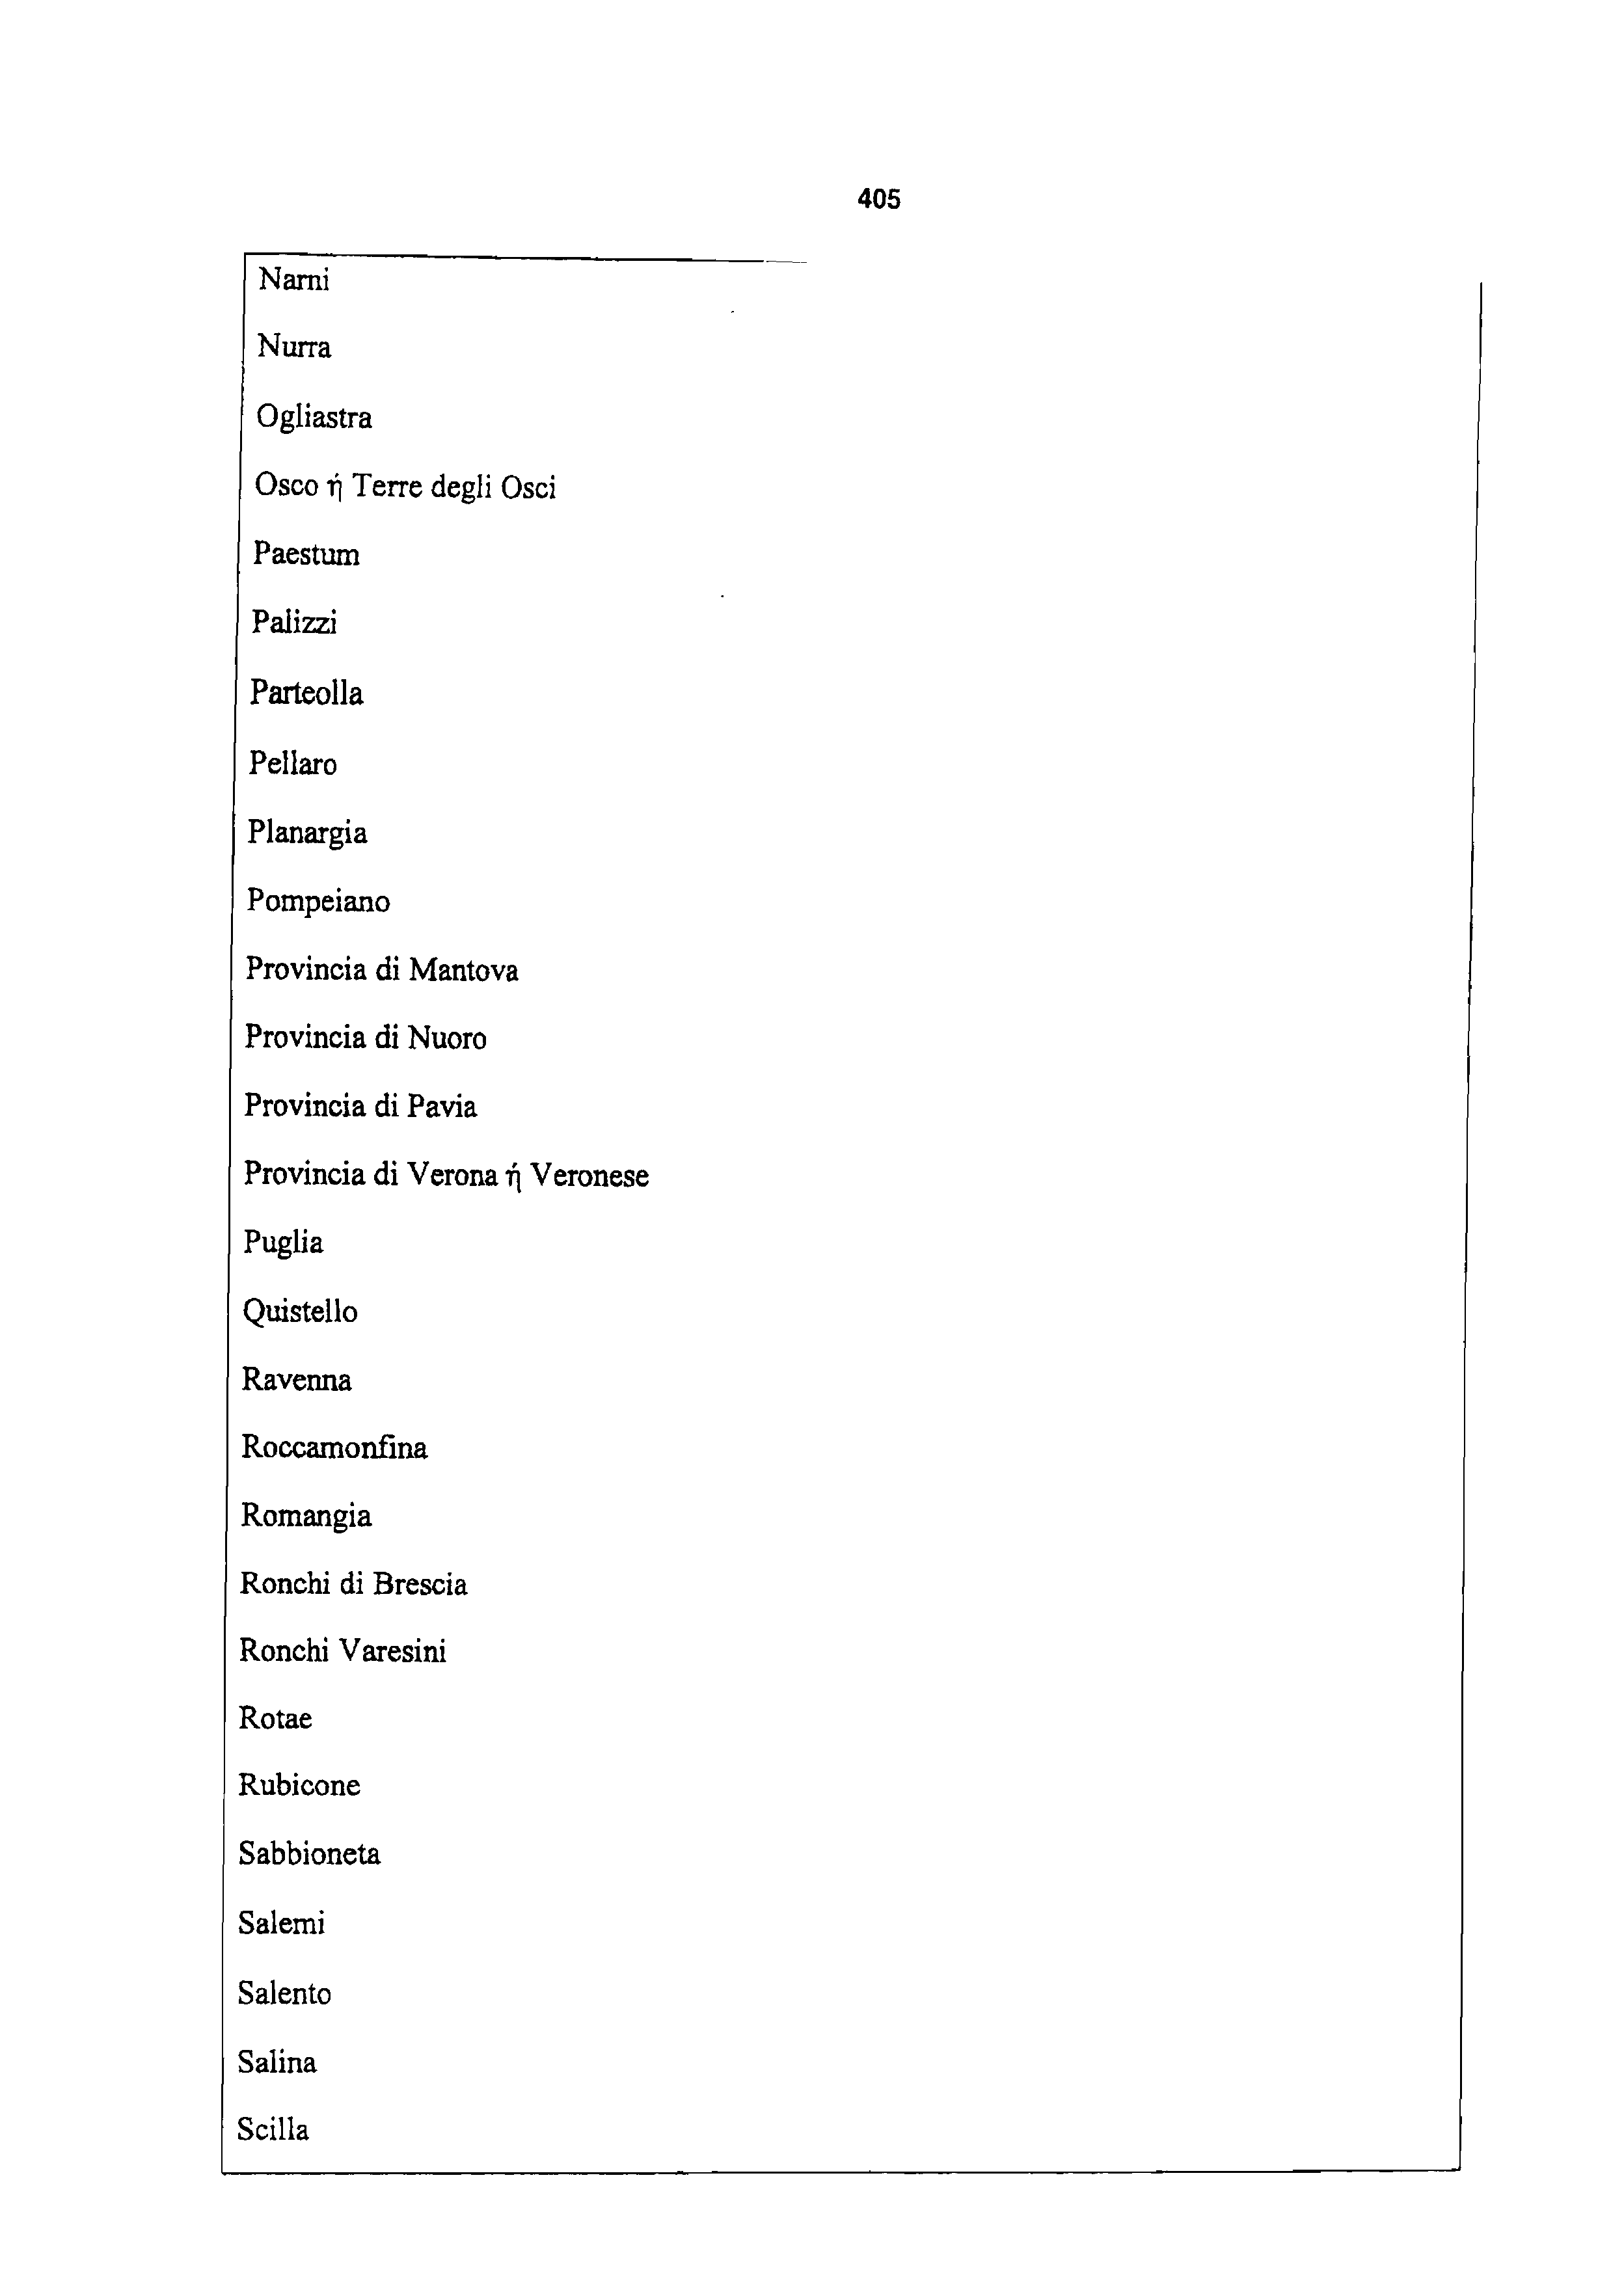 405
Narni
Nurra
Ogliastra
Osco ή Terre degli Osci
Paestum
Palizzi
Parteolla
Pellaro
Planargia
Pompeiano
Provincia di Mantova
Provincia di Nuoro
Provincia di Pavia
Provincia di Verona ή Veronese
Puglia
Quistello
Ravenna
Roccamonfina
Romangia
Ronchi di Brescia
Ronchi Varesini
Rotae
Rubicone
Sabbioneta
Salemi
Salento
Salina
Scilla